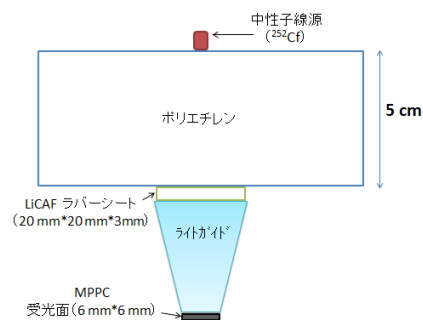 中性子線源
(²⁵²Cf)
ポリエチレン
5 cm
LiCAF ラバーシート
(20 mm*20 mm*3mm)
ﾗｲﾄｶﾞｲﾄﾞ
MPPC
受光面(6 mm*6 mm)